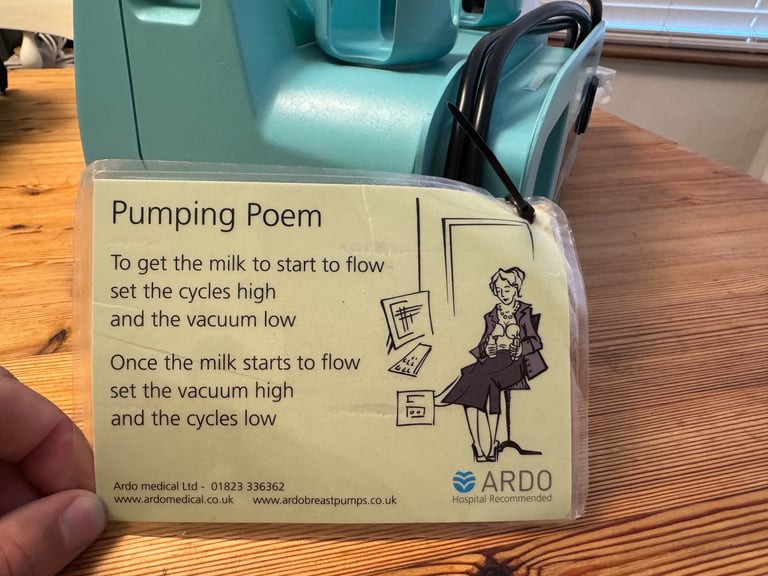 Pumping Poem
To get the milk to start to flow
set the cycles high
and the vacuum low
Once the milk starts to flow
set the vacuum high
and the cycles low
Ardo medical Ltd - 01823 336362
www.ardomedical.co.uk www.ardobreastpumps.co.uk
ARDO
Hospital Recommended